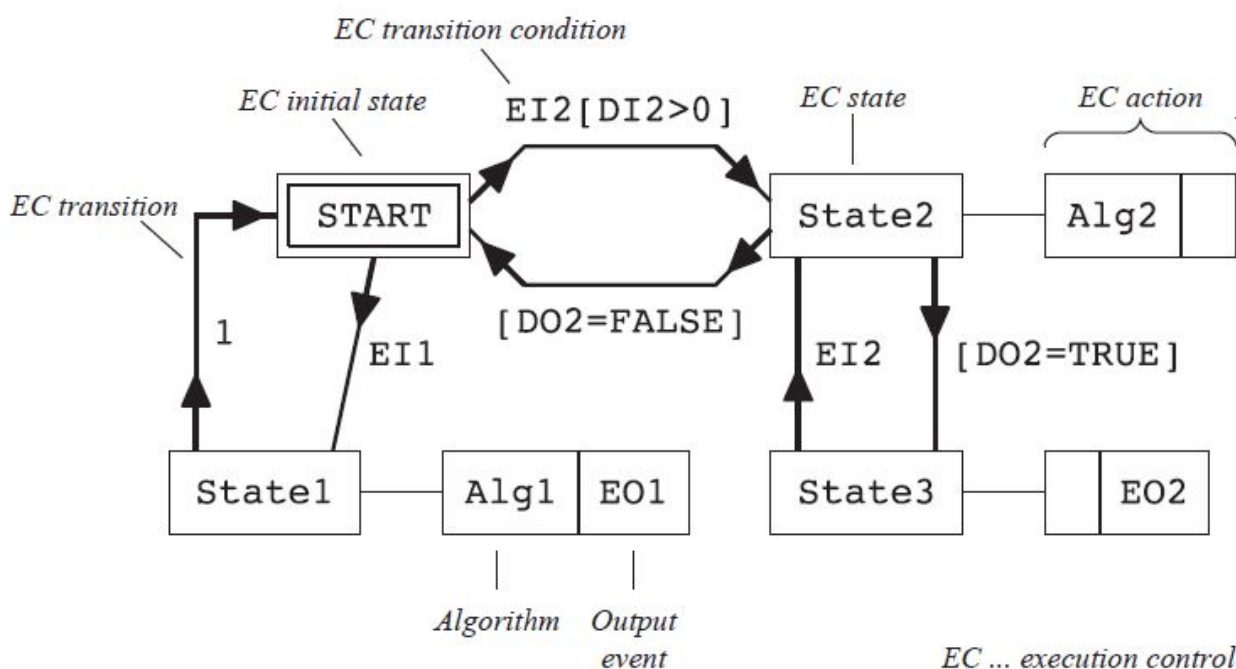 EC transition condition
EC initial state
EI2[DI2>0]
EC state
EC action
EC transition
START
State2
Alg2
[DO2=FALSE]
1
EI1
EI2
[DO2=TRUE]
State1
Alg1
EO1
State3
EO2
Algorithm
Output
event
EC ... execution control